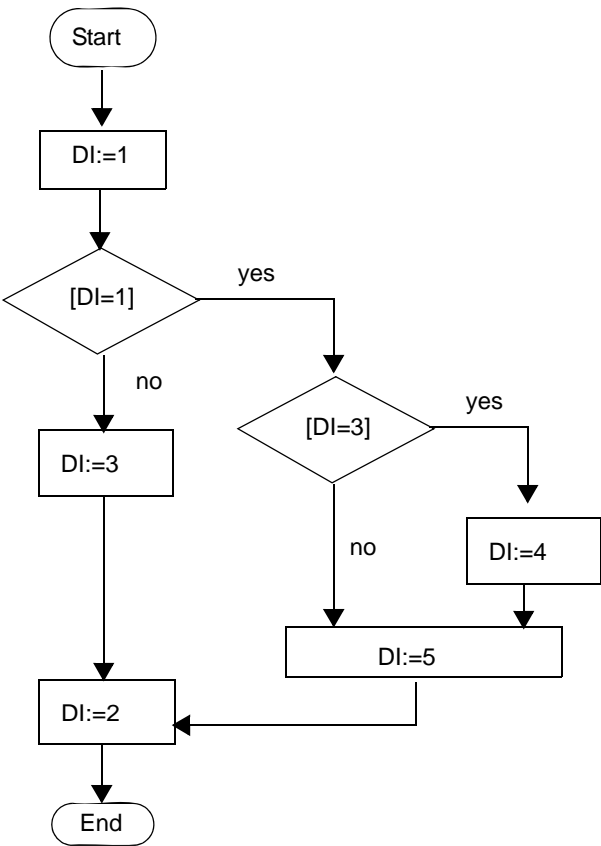 Start
DI:=1
[DI=1]
yes
no
[DI=3]
yes
DI:=3
no
DI:=4
DI:=5
DI:=2
End